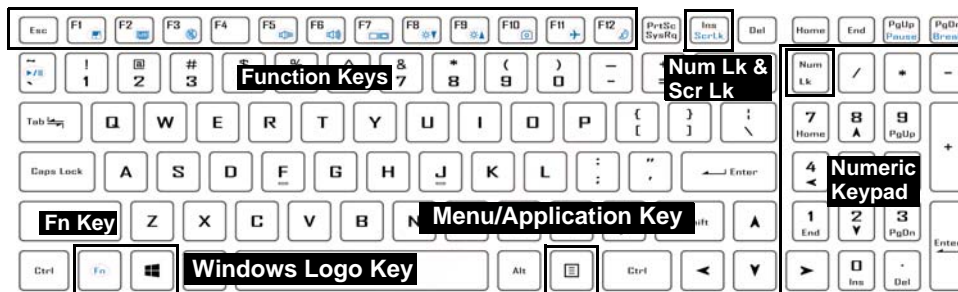 Esc F1 F2 F3 F4 F5 F6 F7 F8 F9 F10 F11 F12 PrtSc Ins Del Home End PgUp PgDn
SysRq ScrLk Pause Break
! # & * ( ) Num / * -
1 2 3 7 8 9 0 - Lk
Function Keys
Num Lk &
Scr Lk
Tab Q W E R T Y U I O P { } 7 8 9 +
[ ] \ Home PgUp
Caps Lock A S D F G H J K L : " Enter 4
; '
Numeric
Keypad
Fn Key Z X C V B N Menu/Application Key 1 2 3
End PgDn Enter
Ctrl Fn Windows Logo Key Alt Ctrl 0 .
Ins Del